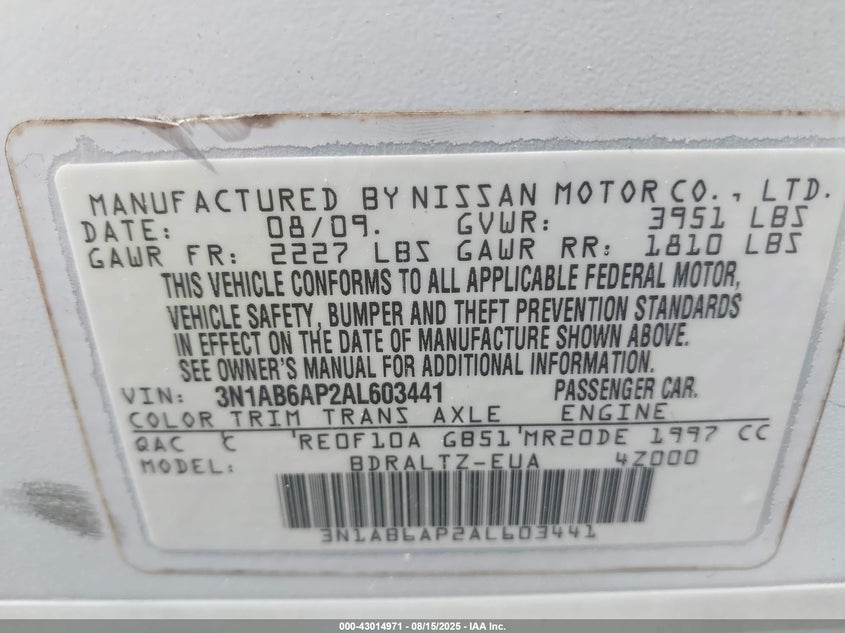 MANUFACTURED BY NISSAN MOTOR CO., LTD.
DATE: 08/09. GVWR: 3951 LBS
GAWR FR: 2227 LBS GAWR RR: 1810 LBS
THIS VEHICLE CONFORMS TO ALL APPLICABLE FEDERAL MOTOR,
VEHICLE SAFETY, BUMPER AND THEFT PREVENTION STANDARDS
IN EFFECT ON THE DATE OF MANUFACTURE SHOWN ABOVE.
SEE OWNER'S MANUAL FOR ADDITIONAL INFORMATION.
VIN: 3N1AB6AP2AL603441 PASSENGER CAR.
COLOR TRIM TRANS AXLE ENGINE
QAC C RE0F10A GB51 MR20DE 1997 CC
MODEL: BDRALTZ-EUA 4Z000
3N1AB6AP2AL603441
000-43014971 - 08/15/2025 - IAA Inc.